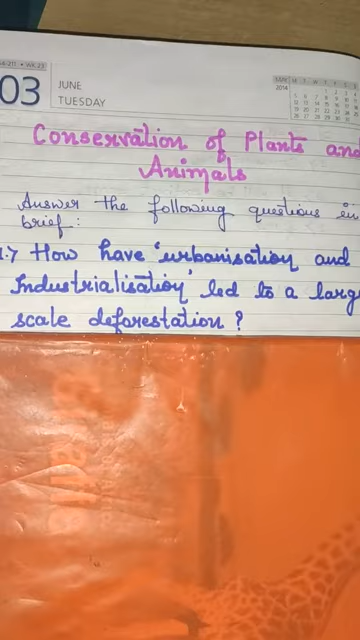 03
JUNE
TUESDAY
2014
Conservation of Plants and
Animals
Answer the following questions in
brief:
1.) How have 'urbanisation and
Industrialisation' led to a large
scale deforestation ?